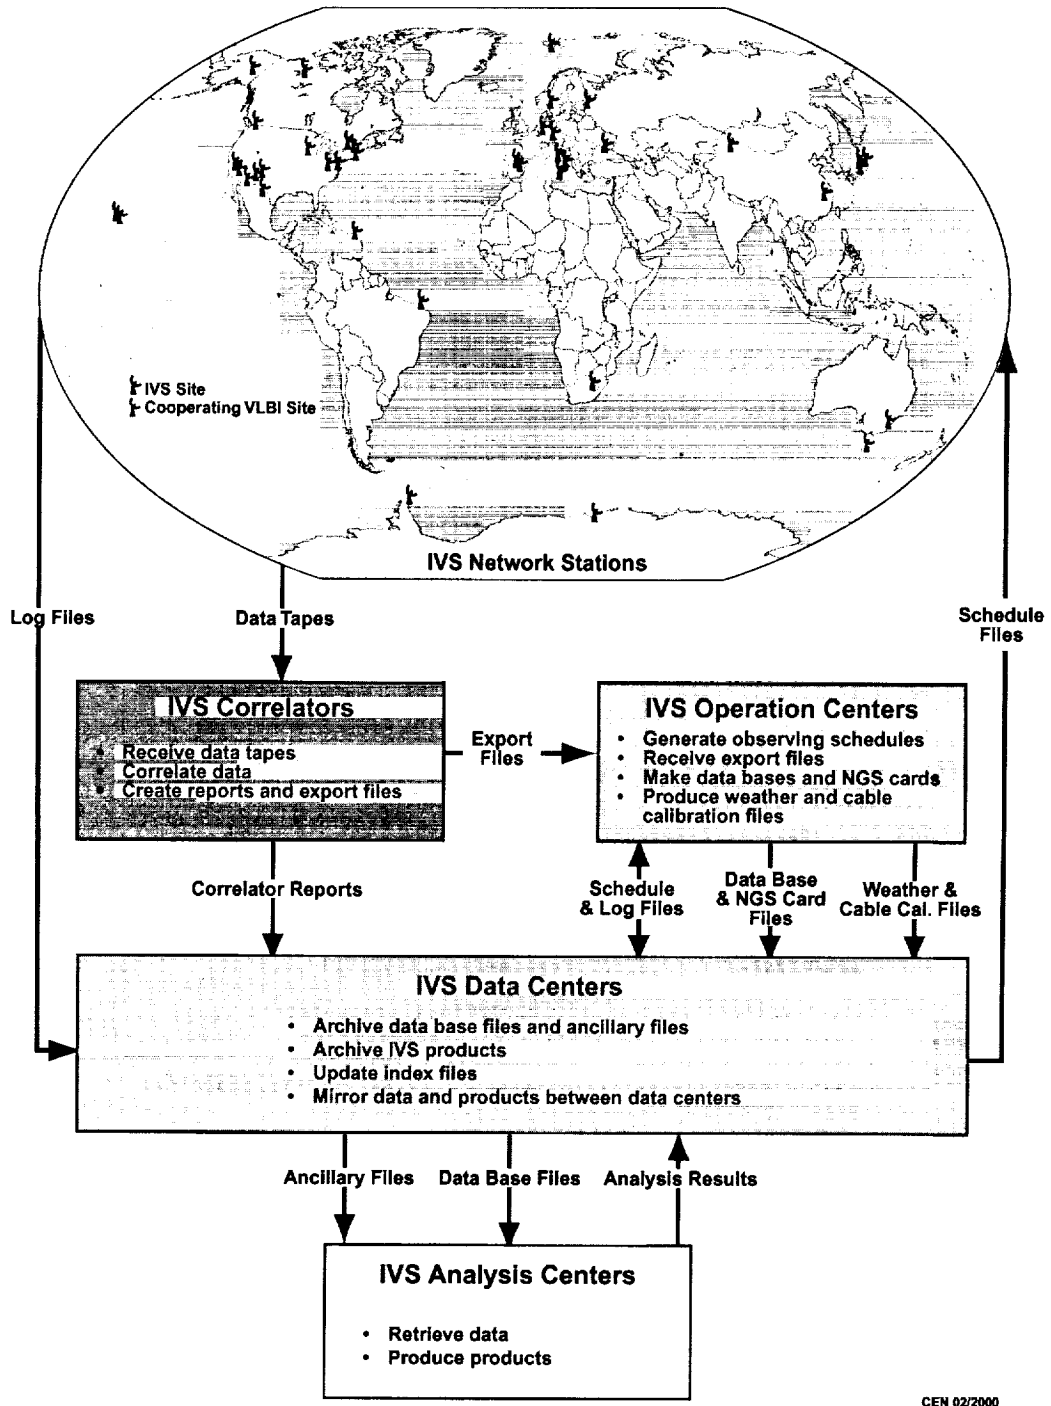 IVS Site
Cooperating VLBI Site
IVS Network Stations
Log Files
Data Tapes
Schedule
Files
IVS Correlators
• Receive data tapes
• Correlate data
• Create reports and export files
Export
Files
IVS Operation Centers
• Generate observing schedules
• Receive export files
• Make data bases and NGS cards
• Produce weather and cable
calibration files
Correlator Reports
Schedule
& Log Files
Data Base
& NGS Card
Files
Weather &
Cable Cal. Files
IVS Data Centers
• Archive data base files and ancillary files
• Archive IVS products
• Update index files
• Mirror data and products between data centers
Ancillary Files
Data Base Files
Analysis Results
IVS Analysis Centers
• Retrieve data
• Produce products
CEN 02/2000